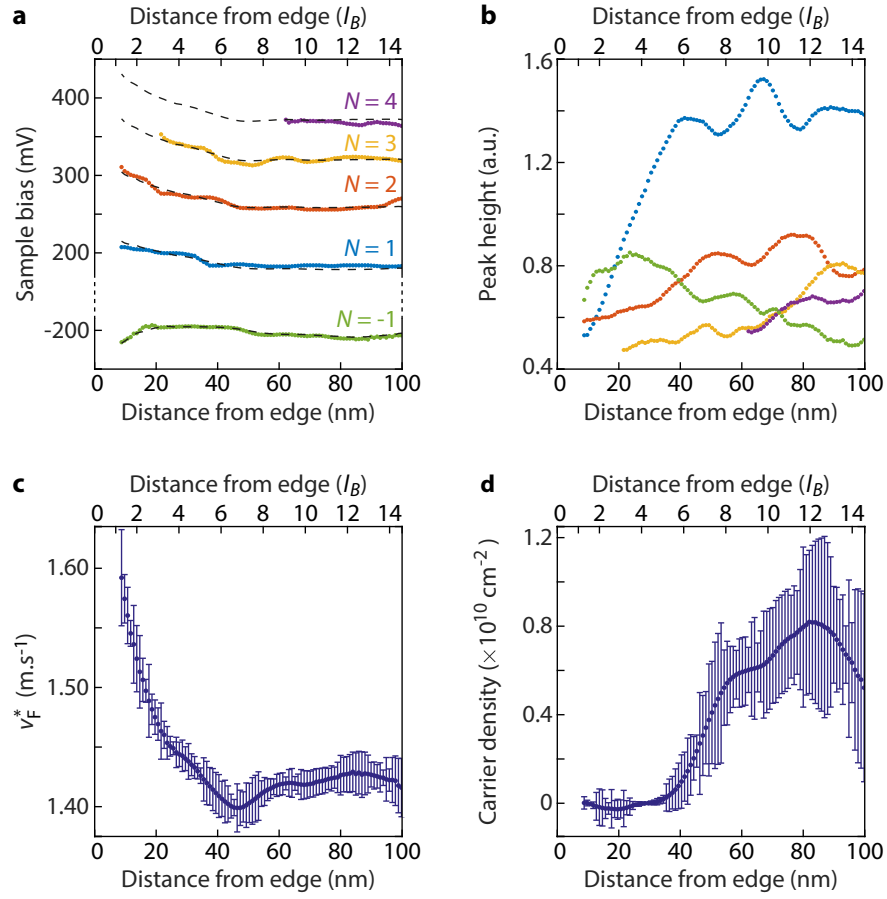 a
Distance from edge (l_B)
0 2 4 6 8 10 12 14
400
300
200
-200
Sample bias (mV)
N = 4
N = 3
N = 2
N = 1
N = -1
0 20 40 60 80 100
Distance from edge (nm)
b
Distance from edge (l_B)
0 2 4 6 8 10 12 14
1.6
1.2
0.8
0.4
Peak height (a.u.)
0 20 40 60 80 100
Distance from edge (nm)
c
Distance from edge (l_B)
0 2 4 6 8 10 12 14
1.60
1.50
1.40
v_F^* (m.s⁻¹)
0 20 40 60 80 100
Distance from edge (nm)
d
Distance from edge (l_B)
0 2 4 6 8 10 12 14
1.2
0.8
0.4
0
Carrier density (×10¹⁰ cm⁻²)
0 20 40 60 80 100
Distance from edge (nm)